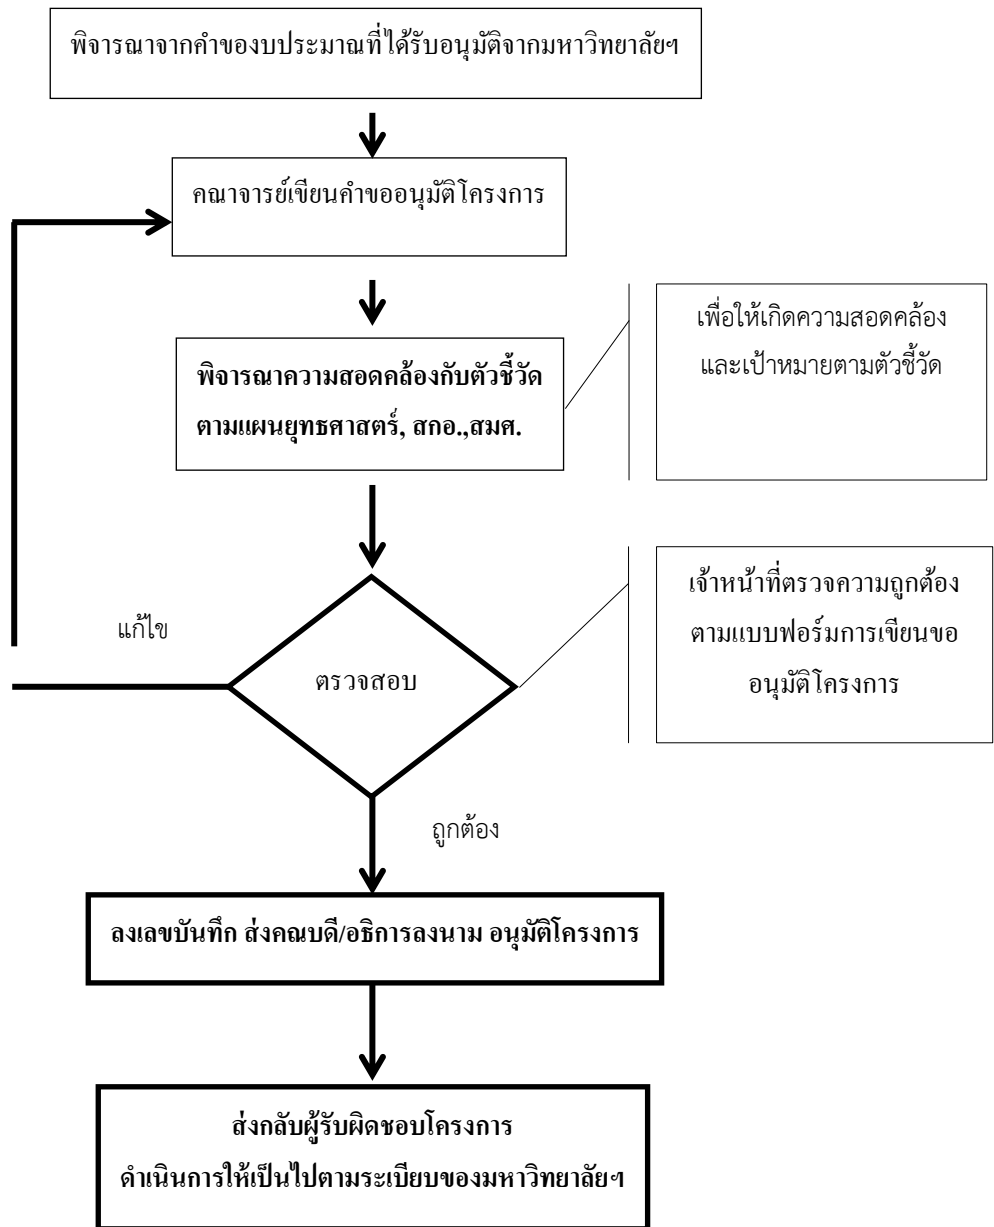 พิจารณาจากคำของบประมาณที่ได้รับอนุมัติจากมหาวิทยาลัยฯ
คณาจารย์เขียนคำขออนุมัติโครงการ
พิจารณาความสอดคล้องกับตัวชี้วัด
ตามแผนยุทธศาสตร์, สกอ.,สมศ.
เพื่อให้เกิดความสอดคล้อง
และเป้าหมายตามตัวชี้วัด
เจ้าหน้าที่ตรวจความถูกต้อง
ตามแบบฟอร์มการเขียนขอ
อนุมัติโครงการ
แก้ไข
ตรวจสอบ
ถูกต้อง
ลงเลขบันทึก ส่งคณบดี/อธิการลงนาม อนุมัติโครงการ
ส่งกลับผู้รับผิดชอบโครงการ
ดำเนินการให้เป็นไปตามระเบียบของมหาวิทยาลัยฯ